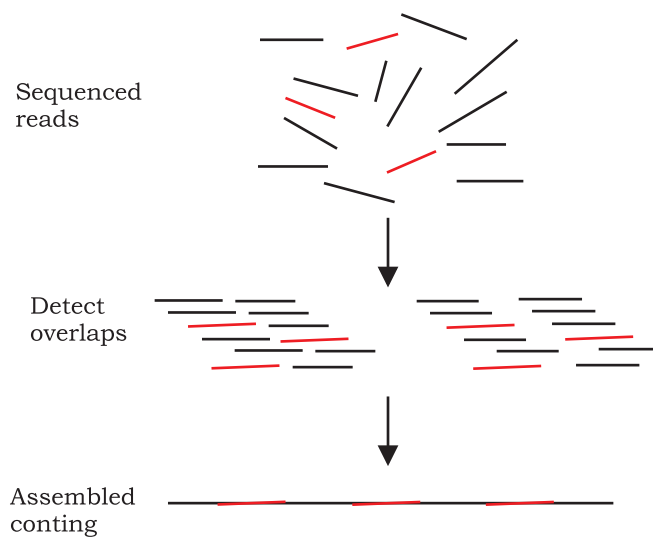 Sequenced
reads
Detect
overlaps
Assembled
conting